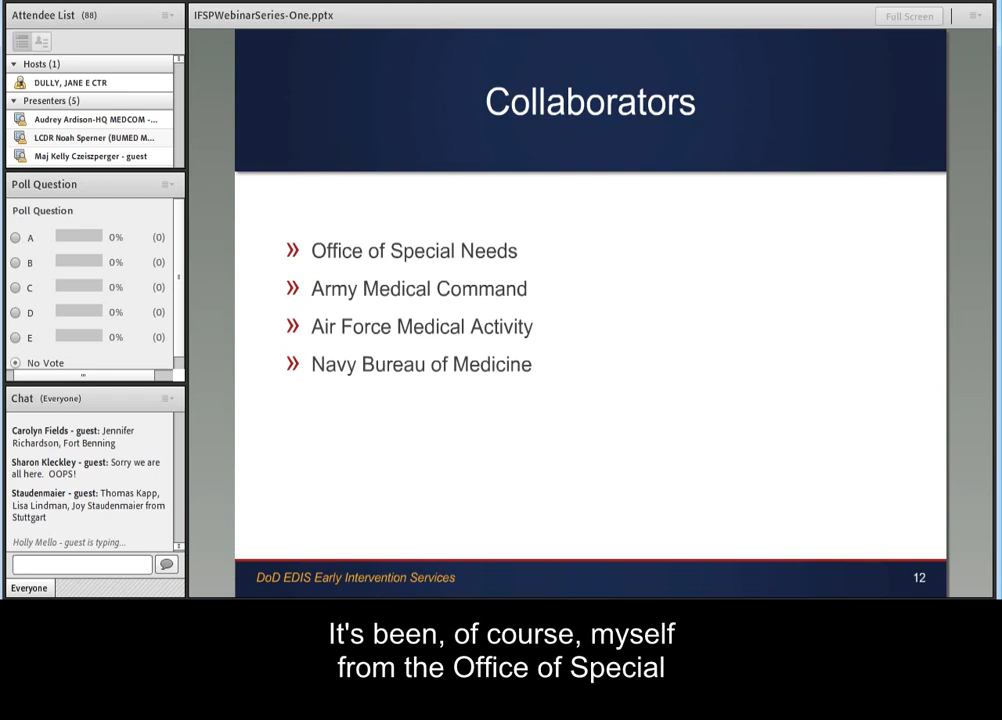 Attendee List (88)
Hosts (1)
DULLY, JANE E CTR
Presenters (5)
Audrey Ardison-HQ MEDCOM -...
LCDR Noah Sperner (BUMED M...
Maj Kelly Czeiszperger - guest
Poll Question
Poll Question
A 0% (0)
B 0% (0)
C 0% (0)
D 0% (0)
E 0% (0)
No Vote
Chat (Everyone)
Carolyn Fields - guest: Jennifer
Richardson, Fort Benning
Sharon Kleckley - guest: Sorry we are
all here. OOPS!
Staudenmaier - guest: Thomas Kapp,
Lisa Lindman, Joy Staudenmaier from
Stuttgart
Holly Mello - guest is typing...
Everyone
IFSPWebinarSeries-One.pptx
Full Screen
Collaborators
» Office of Special Needs
» Army Medical Command
» Air Force Medical Activity
» Navy Bureau of Medicine
DoD EDIS Early Intervention Services
12
It's been, of course, myself
from the Office of Special